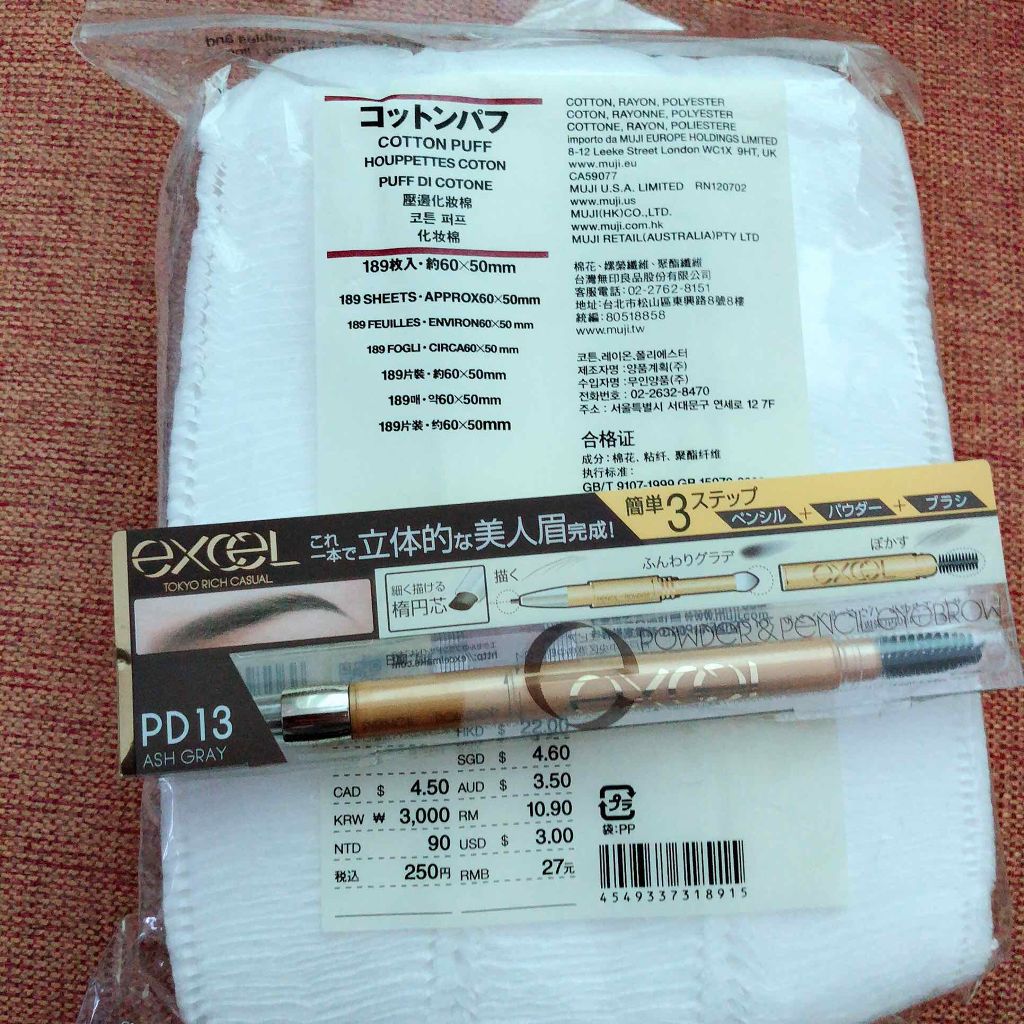 コットンパフ
COTTON PUFF
HOUPPETTES COTON
PUFF DI COTONE
壓邊化妝棉
코튼 퍼프
化妆棉
189枚入・約60×50mm
189 SHEETS・APPROX60×50mm
189 FEUILLES・ENVIRON60×50 mm
189 FOGLI・CIRCA60×50 mm
189片裝・約60×50mm
189매・약60×50mm
189片装・约60×50mm
COTTON, RAYON, POLYESTER
COTON, RAYONNE, POLYESTER
COTTONE, RAYON, POLIESTERE
importo da MUJI EUROPE HOLDINGS LIMITED
8-12 Leeke Street London WC1X 9HT, UK
www.muji.eu
CA59077
MUJI U.S.A. LIMITED RN120702
www.muji.us
MUJI(HK)CO.,LTD.
www.muji.com.hk
MUJI RETAIL(AUSTRALIA)PTY LTD
棉花、嫘縈纖維、聚酯纖維
台灣無印良品股份有限公司
客服電話:02-2762-8151
地址:台北市松山區東興路8號8樓
統編:80518858
www.muji.tw
코튼,레이온,폴리에스터
제조자명 :양품계획(주)
수입자명 :무인양품(주)
전화번호 : 02-2632-8470
주소 : 서울특별시 서대문구 연세로 12 7F
合格证
成分:棉花、粘纤、聚酯纤维
执行标准:
GB/T 9107-1999 GB
excel
TOKYO RICH CASUAL
これ一本で立体的な美人眉完成!
簡単3ステップ
ペンシル + パウダー + ブラシ
細く描ける
楕円芯
描く
ふんわりグラデ
ぼかす
excel
POWDER & PENCIL EYEBROW
excel
PD13
ASH GRAY
HKD $ 22.00
SGD $ 4.60
CAD $ 4.50 AUD $ 3.50
KRW ₩ 3,000 RM 10.90
NTD 90 USD $ 3.00
税込 250円 RMB 27元
プラ
袋:PP
4549337318915